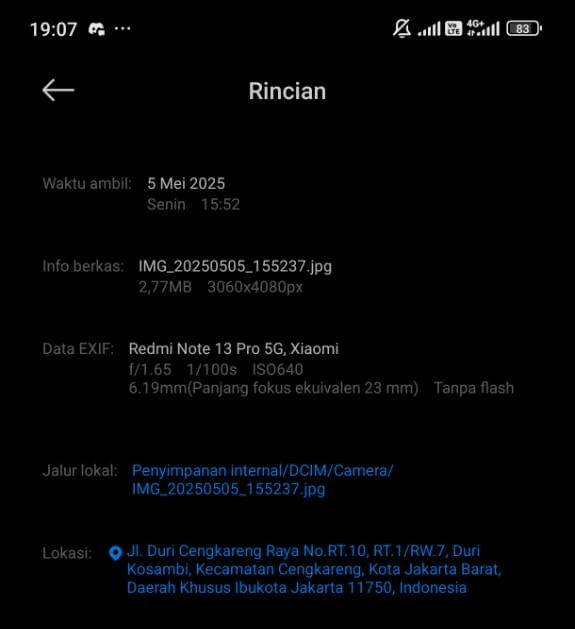 19:07 ... Vo LTE 4G+ 83
Rincian
Waktu ambil: 5 Mei 2025
Senin 15:52
Info berkas: IMG_20250505_155237.jpg
2,77MB 3060x4080px
Data EXIF: Redmi Note 13 Pro 5G, Xiaomi
f/1.65 1/100s ISO640
6.19mm(Panjang fokus ekuivalen 23 mm) Tanpa flash
Jalur lokal: Penyimpanan internal/DCIM/Camera/
IMG_20250505_155237.jpg
Lokasi: Jl. Duri Cengkareng Raya No.RT.10, RT.1/RW.7, Duri
Kosambi, Kecamatan Cengkareng, Kota Jakarta Barat,
Daerah Khusus Ibukota Jakarta 11750, Indonesia